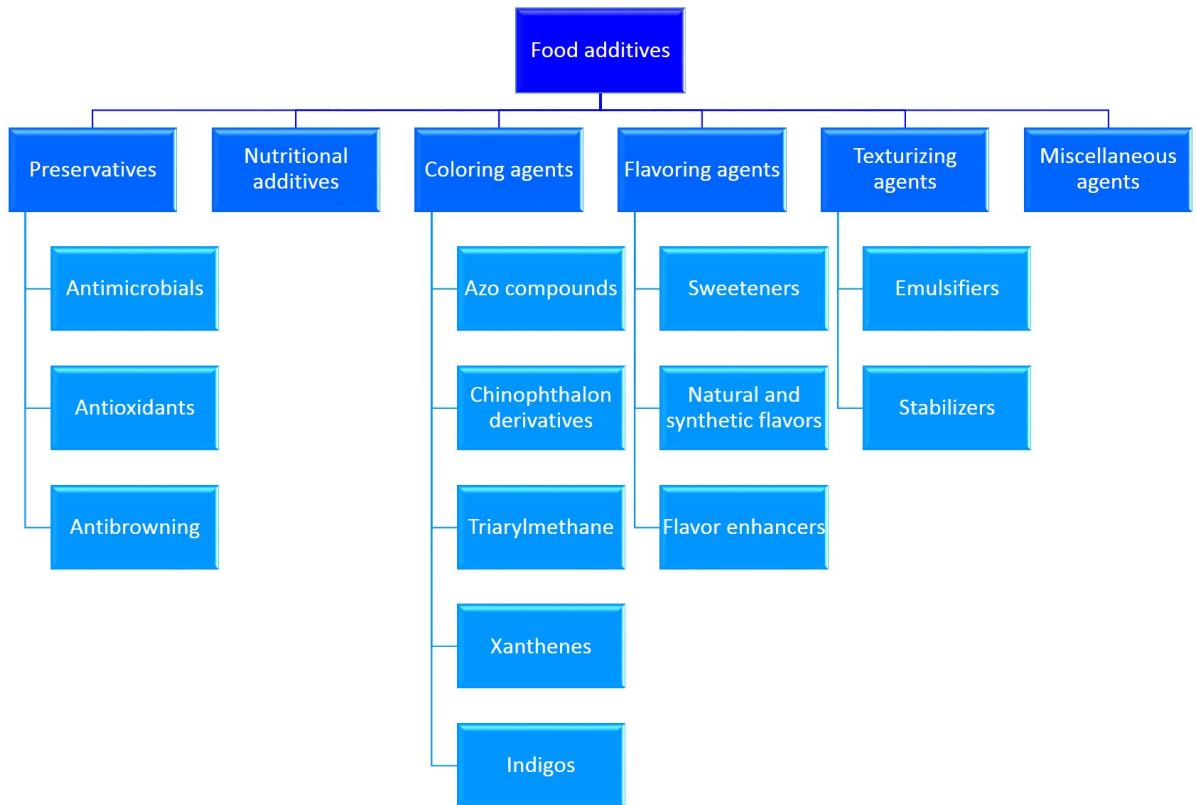 Food additives
Preservatives
Nutritional
additives
Coloring agents
Flavoring agents
Texturizing
agents
Miscellaneous
agents
Antimicrobials
Antioxidants
Antibrowning
Azo compounds
Chinophthalon
derivatives
Triarylmethane
Xanthenes
Indigos
Sweeteners
Natural and
synthetic flavors
Flavor enhancers
Emulsifiers
Stabilizers